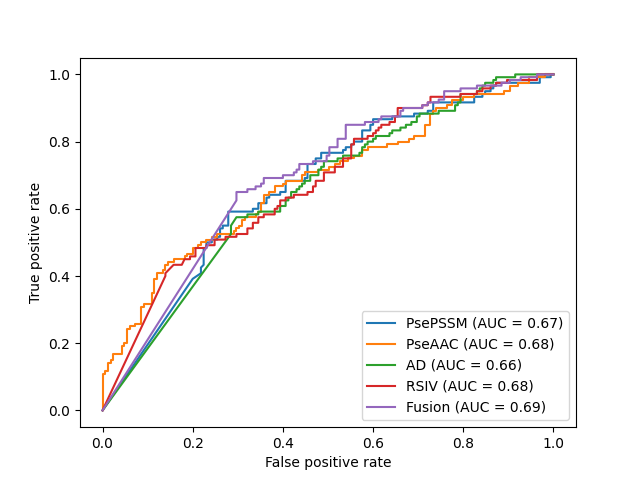 True positive rate
1.0
0.8
0.6
0.4
0.2
0.0
PsePSSM (AUC = 0.67)
PseAAC (AUC = 0.68)
AD (AUC = 0.66)
RSIV (AUC = 0.68)
Fusion (AUC = 0.69)
0.0 0.2 0.4 0.6 0.8 1.0
False positive rate